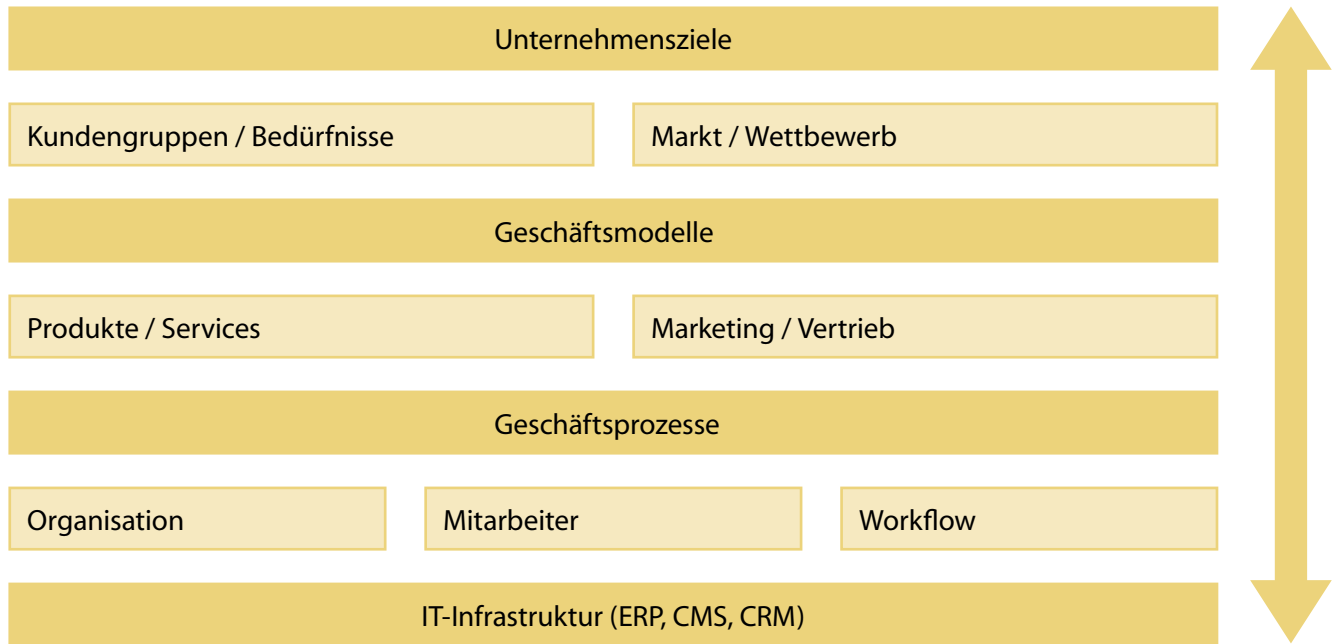 Unternehmensziele
Kundengruppen / Bedürfnisse
Markt / Wettbewerb
Geschäftsmodelle
Produkte / Services
Marketing / Vertrieb
Geschäftsprozesse
Organisation
Mitarbeiter
Workflow
IT-Infrastruktur (ERP, CMS, CRM)